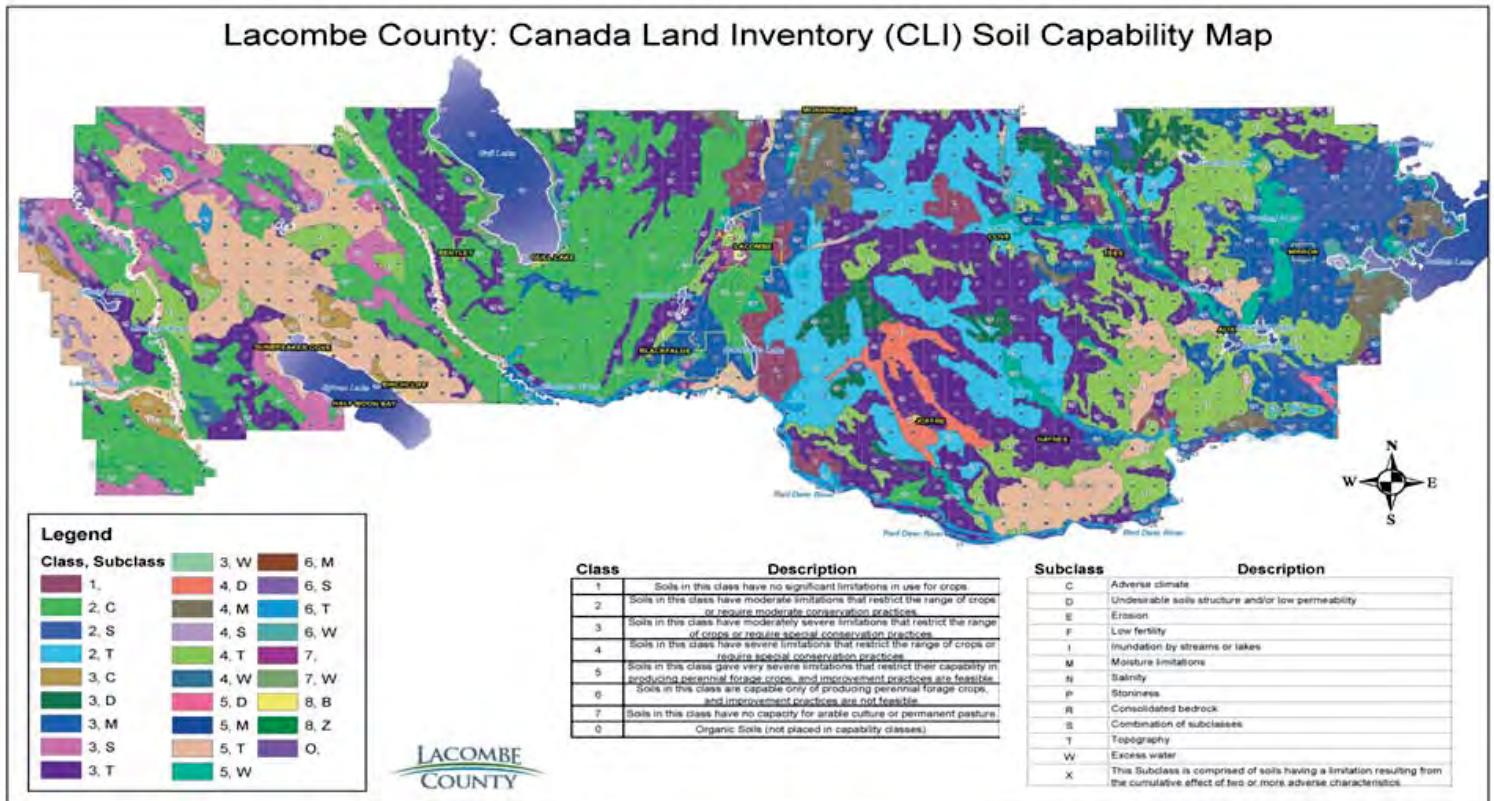 Lacombe County: Canada Land Inventory (CLI) Soil Capability Map
MORNINGSIDE
Gull Lake
BENTLEY
GULL LAKE
LACOMBE
CLIVE
TEES
MIRROR
ALIX
SUNBREAKER COVE
BIRCHCLIFF
Sylvan Lake
HALF MOON BAY
BLACKFALDS
JOFFRE
HAYNES
Red Deer River
Red Deer River
Red Deer River
N
W E
S
Legend
Class, Subclass
1,
2, C
2, S
2, T
3, C
3, D
3, M
3, S
3, T
3, W
4, D
4, M
4, S
4, T
4, W
5, D
5, M
5, T
5, W
6, M
6, S
6, T
6, W
7,
7, W
8, B
8, Z
O,
LACOMBE
COUNTY
Class Description
1 Soils in this class have no significant limitations in use for crops.
2 Soils in this class have moderate limitations that restrict the range of crops
or require moderate conservation practices.
3 Soils in this class have moderately severe limitations that restrict the range
of crops or require special conservation practices.
4 Soils in this class have severe limitations that restrict the range of crops or
require special conservation practices.
5 Soils in this class gave very severe limitations that restrict their capability in
producing perennial forage crops, and improvement practices are feasible.
6 Soils in this class are capable only of producing perennial forage crops,
and improvement practices are not feasible.
7 Soils in this class have no capacity for arable culture or permanent pasture.
0 Organic Soils (not placed in capability classes)
Subclass Description
C Adverse climate
D Undesirable soils structure and/or low permeability
E Erosion
F Low fertility
I Inundation by streams or lakes
M Moisture limitations
N Salinity
P Stoniness
R Consolidated bedrock
S Combination of subclasses
T Topography
W Excess water
X This Subclass is comprised of soils having a limitation resulting from
the cumulative effect of two or more adverse characteristics